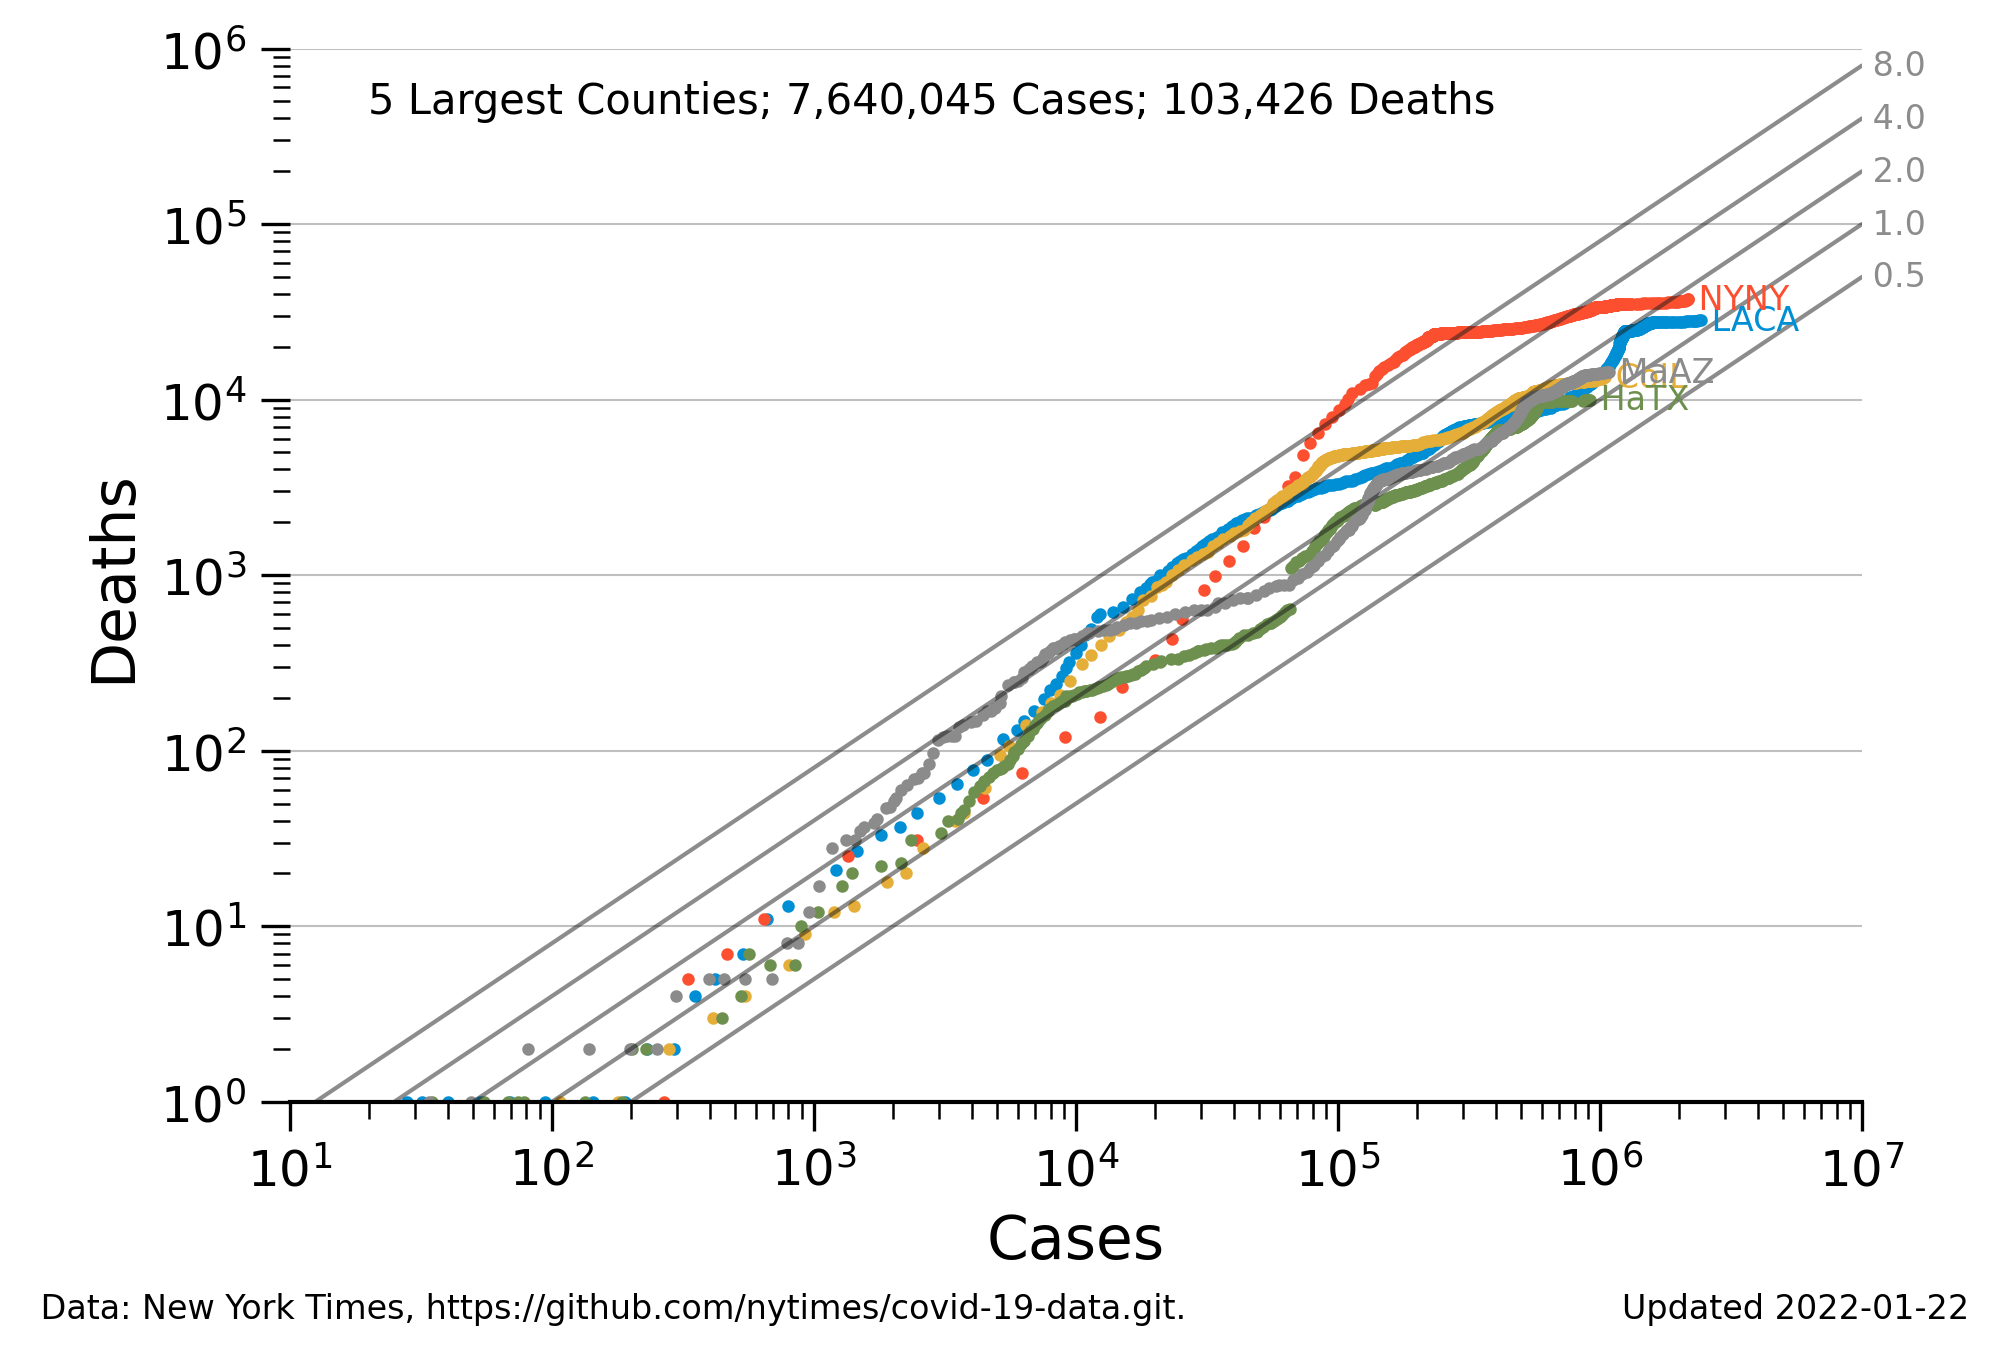 5 Largest Counties; 7,640,045 Cases; 103,426 Deaths
10^6
10^5
10^4
10^3
10^2
10^1
10^0
Deaths
8.0
4.0
2.0
1.0
0.5
NYNY
LACA
MaAZ
HaTX
10^1 10^2 10^3 10^4 10^5 10^6 10^7
Cases
Data: New York Times, https://github.com/nytimes/covid-19-data.git.
Updated 2022-01-22